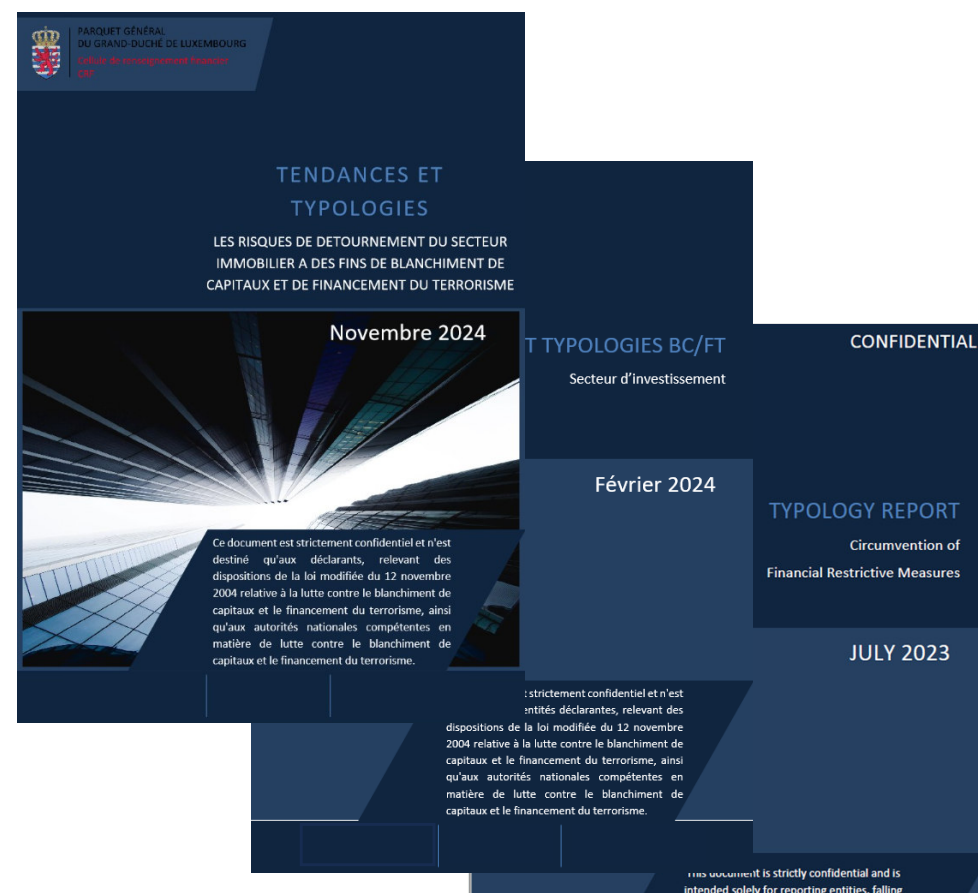 PARQUET GÉNÉRAL
DU GRAND-DUCHÉ DE LUXEMBOURG
Cellule de renseignement financier
CRF
TENDANCES ET
TYPOLOGIES
LES RISQUES DE DETOURNEMENT DU SECTEUR
IMMOBILIER A DES FINS DE BLANCHIMENT DE
CAPITAUX ET DE FINANCEMENT DU TERRORISME
Novembre 2024
Ce document est strictement confidentiel et n'est
destiné qu'aux déclarants, relevant des
dispositions de la loi modifiée du 12 novembre
2004 relative à la lutte contre le blanchiment de
capitaux et le financement du terrorisme, ainsi
qu'aux autorités nationales compétentes en
matière de lutte contre le blanchiment de
capitaux et le financement du terrorisme.
T TYPOLOGIES BC/FT
Secteur d'investissement
Février 2024
strictement confidentiel et n'est
entités déclarantes, relevant des
dispositions de la loi modifiée du 12 novembre
2004 relative à la lutte contre le blanchiment de
capitaux et le financement du terrorisme, ainsi
qu'aux autorités nationales compétentes en
matière de lutte contre le blanchiment de
capitaux et le financement du terrorisme.
CONFIDENTIAL
TYPOLOGY REPORT
Circumvention of
Financial Restrictive Measures
JULY 2023
This document is strictly confidential and is
intended solely for reporting entities, falling